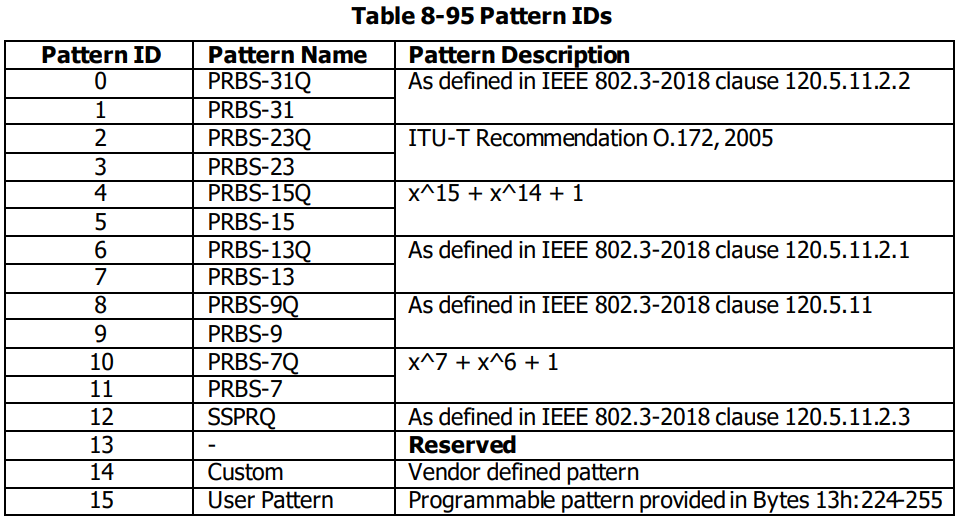 Table 8-95 Pattern IDs
Pattern ID Pattern Name Pattern Description
0 PRBS-31Q As defined in IEEE 802.3-2018 clause 120.5.11.2.2
1 PRBS-31
2 PRBS-23Q ITU-T Recommendation O.172, 2005
3 PRBS-23
4 PRBS-15Q x^15 + x^14 + 1
5 PRBS-15
6 PRBS-13Q As defined in IEEE 802.3-2018 clause 120.5.11.2.1
7 PRBS-13
8 PRBS-9Q As defined in IEEE 802.3-2018 clause 120.5.11
9 PRBS-9
10 PRBS-7Q x^7 + x^6 + 1
11 PRBS-7
12 SSPRQ As defined in IEEE 802.3-2018 clause 120.5.11.2.3
13 - Reserved
14 Custom Vendor defined pattern
15 User Pattern Programmable pattern provided in Bytes 13h:224-255